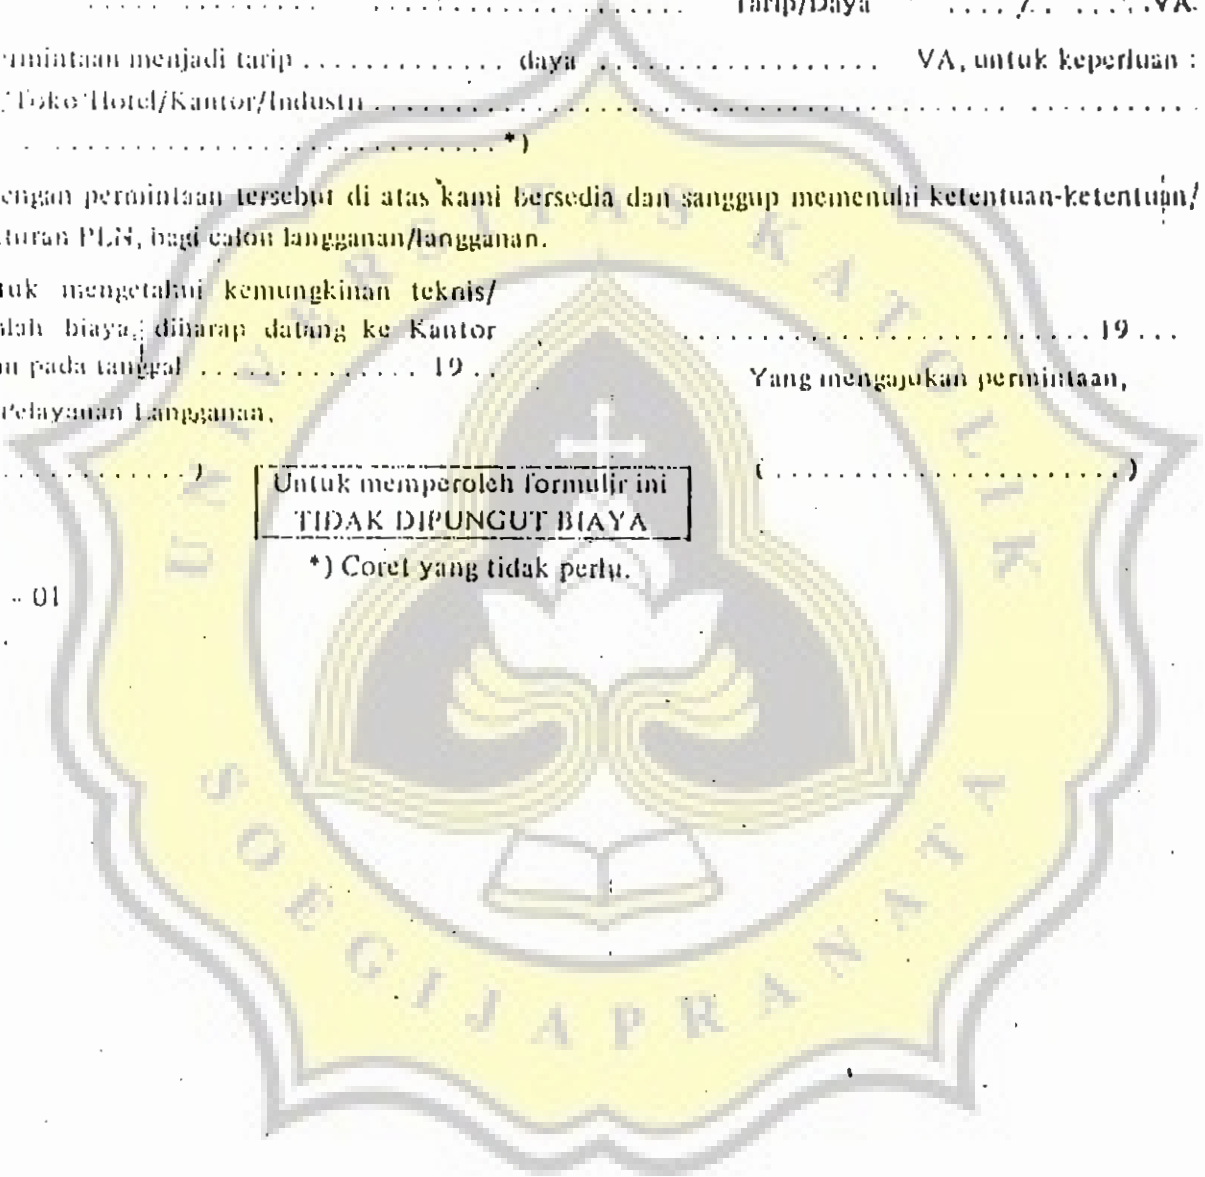 . . . . . . . . . . . . . . . . . . . . . . . . . . . . . . . . . . Tarip/Daya . . . . / . . . . . . VA.
mintaan menjadi tarip . . . . . . . . . . . . . daya . . . . . . . . . . . . . . . . . . VA, untuk keperluan :
/Toko/Hotel/Kantor/Industri . . . . . . . . . . . . . . . . . . . . . . . . . . . . . . . . . . . . . . . .
. . . . . . . . . . . . . . . . . . . . . . . . . . . . . . *)
engan permintaan tersebut di atas kami bersedia dan sanggup memenuhi ketentuan-ketentuan/
turan PLN, bagi calon langganan/langganan.
uk mengetahui kemungkinan teknis/
lah biaya, diharap datang ke Kantor
n pada tanggal . . . . . . . . . . . . . . 19 . .
Pelayanan Langganan,
. . . . . . . . . . . . )
. . . . . . . . . . . . . . . . . . . . . . . . . . 19 . . .
Yang mengajukan permintaan,
( . . . . . . . . . . . . . . . . . . . . . . . )
Untuk memperoleh formulir ini
TIDAK DIPUNGUT BIAYA
*) Coret yang tidak perlu.
- 01
UNIVERSITAS KATOLIK
SOEGIJAPRANATA